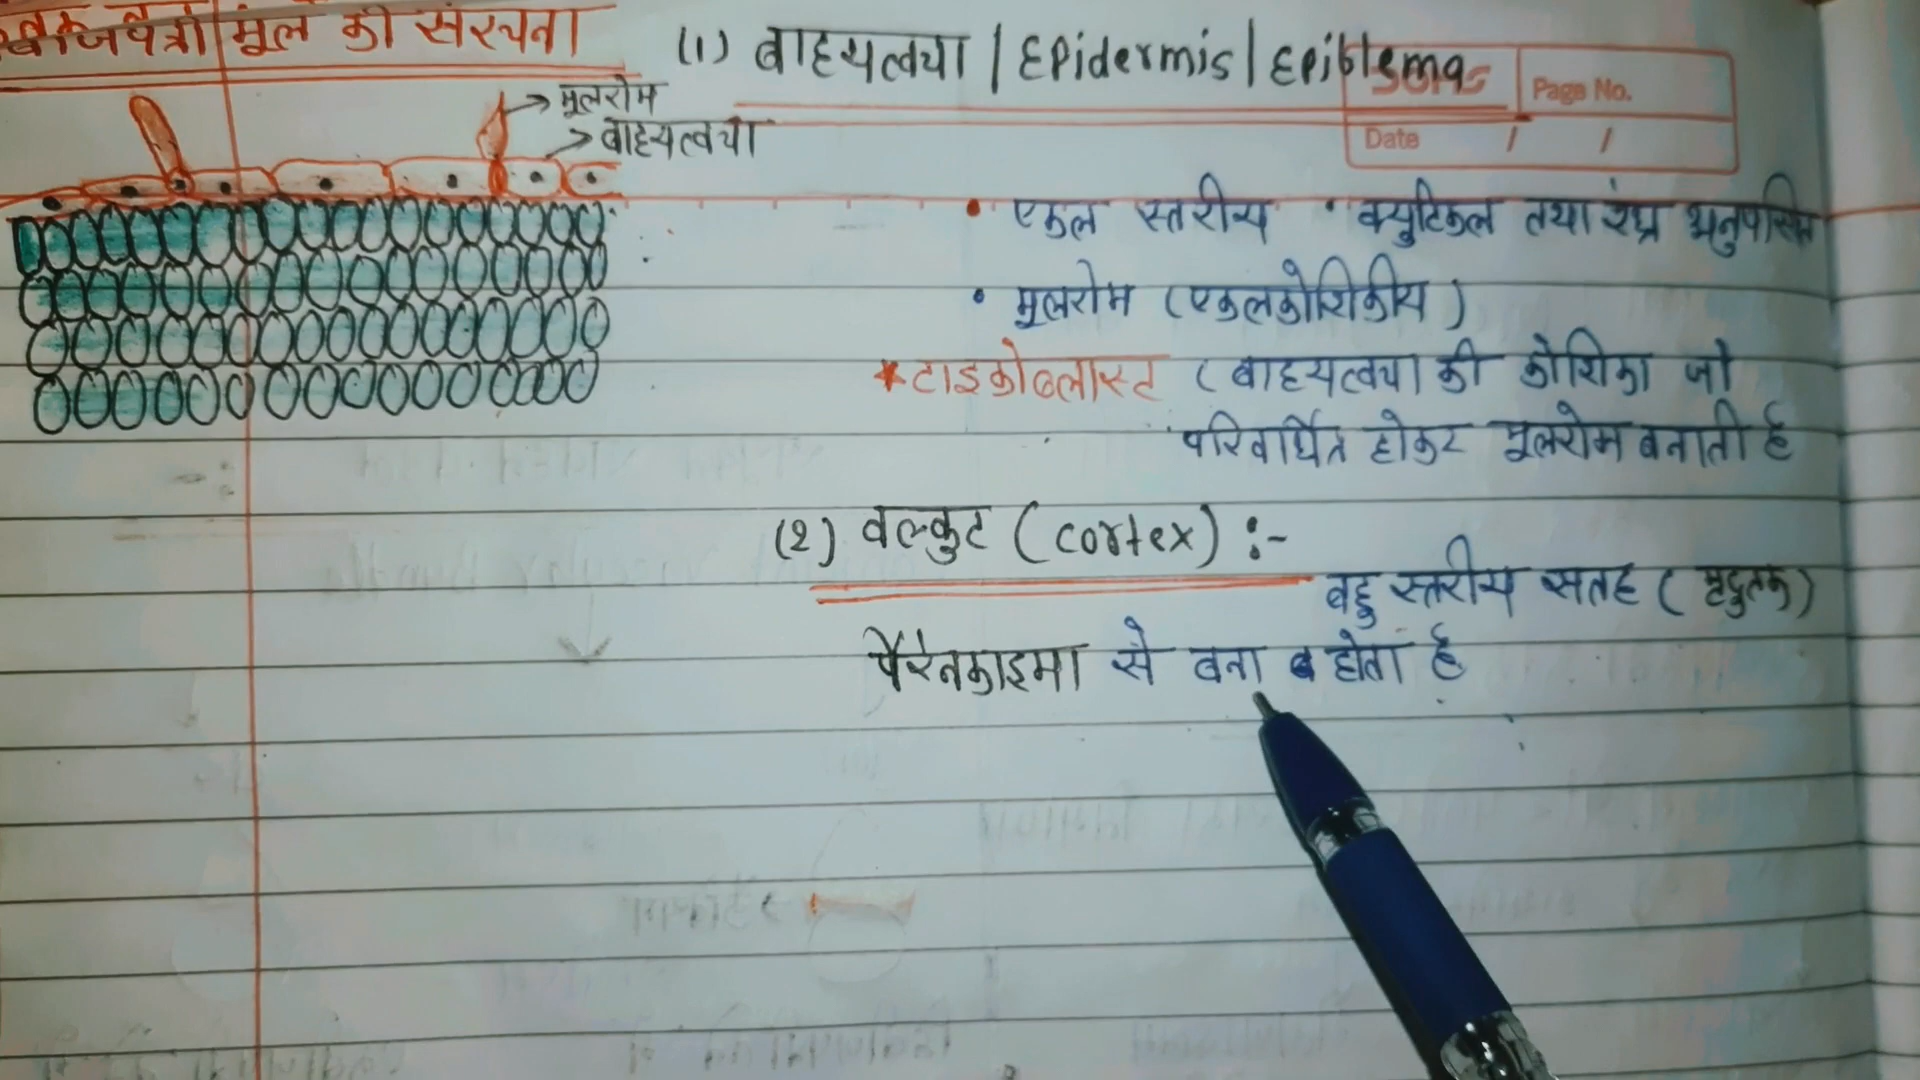 बीजपत्री मूल की संरचना
(1) बाह्यत्वचा / Epidermis / Epiblema
Page No.
Date / /
→ मूलरोम
→ बाह्यत्वचा
• एकल स्तरीय • क्युटिकल तथा रंध्र अनुपस्थित
• मूलरोम (एकलकोशिकीय)
* टाइकोब्लास्ट (बाह्यत्वचा की कोशिका जो
परिवर्धित होकर मूलरोम बनाती है
(2) वल्कुट (cortex) :-
बहु स्तरीय सतह (मृदुतक)
पैरेनकाइमा से बना होता है